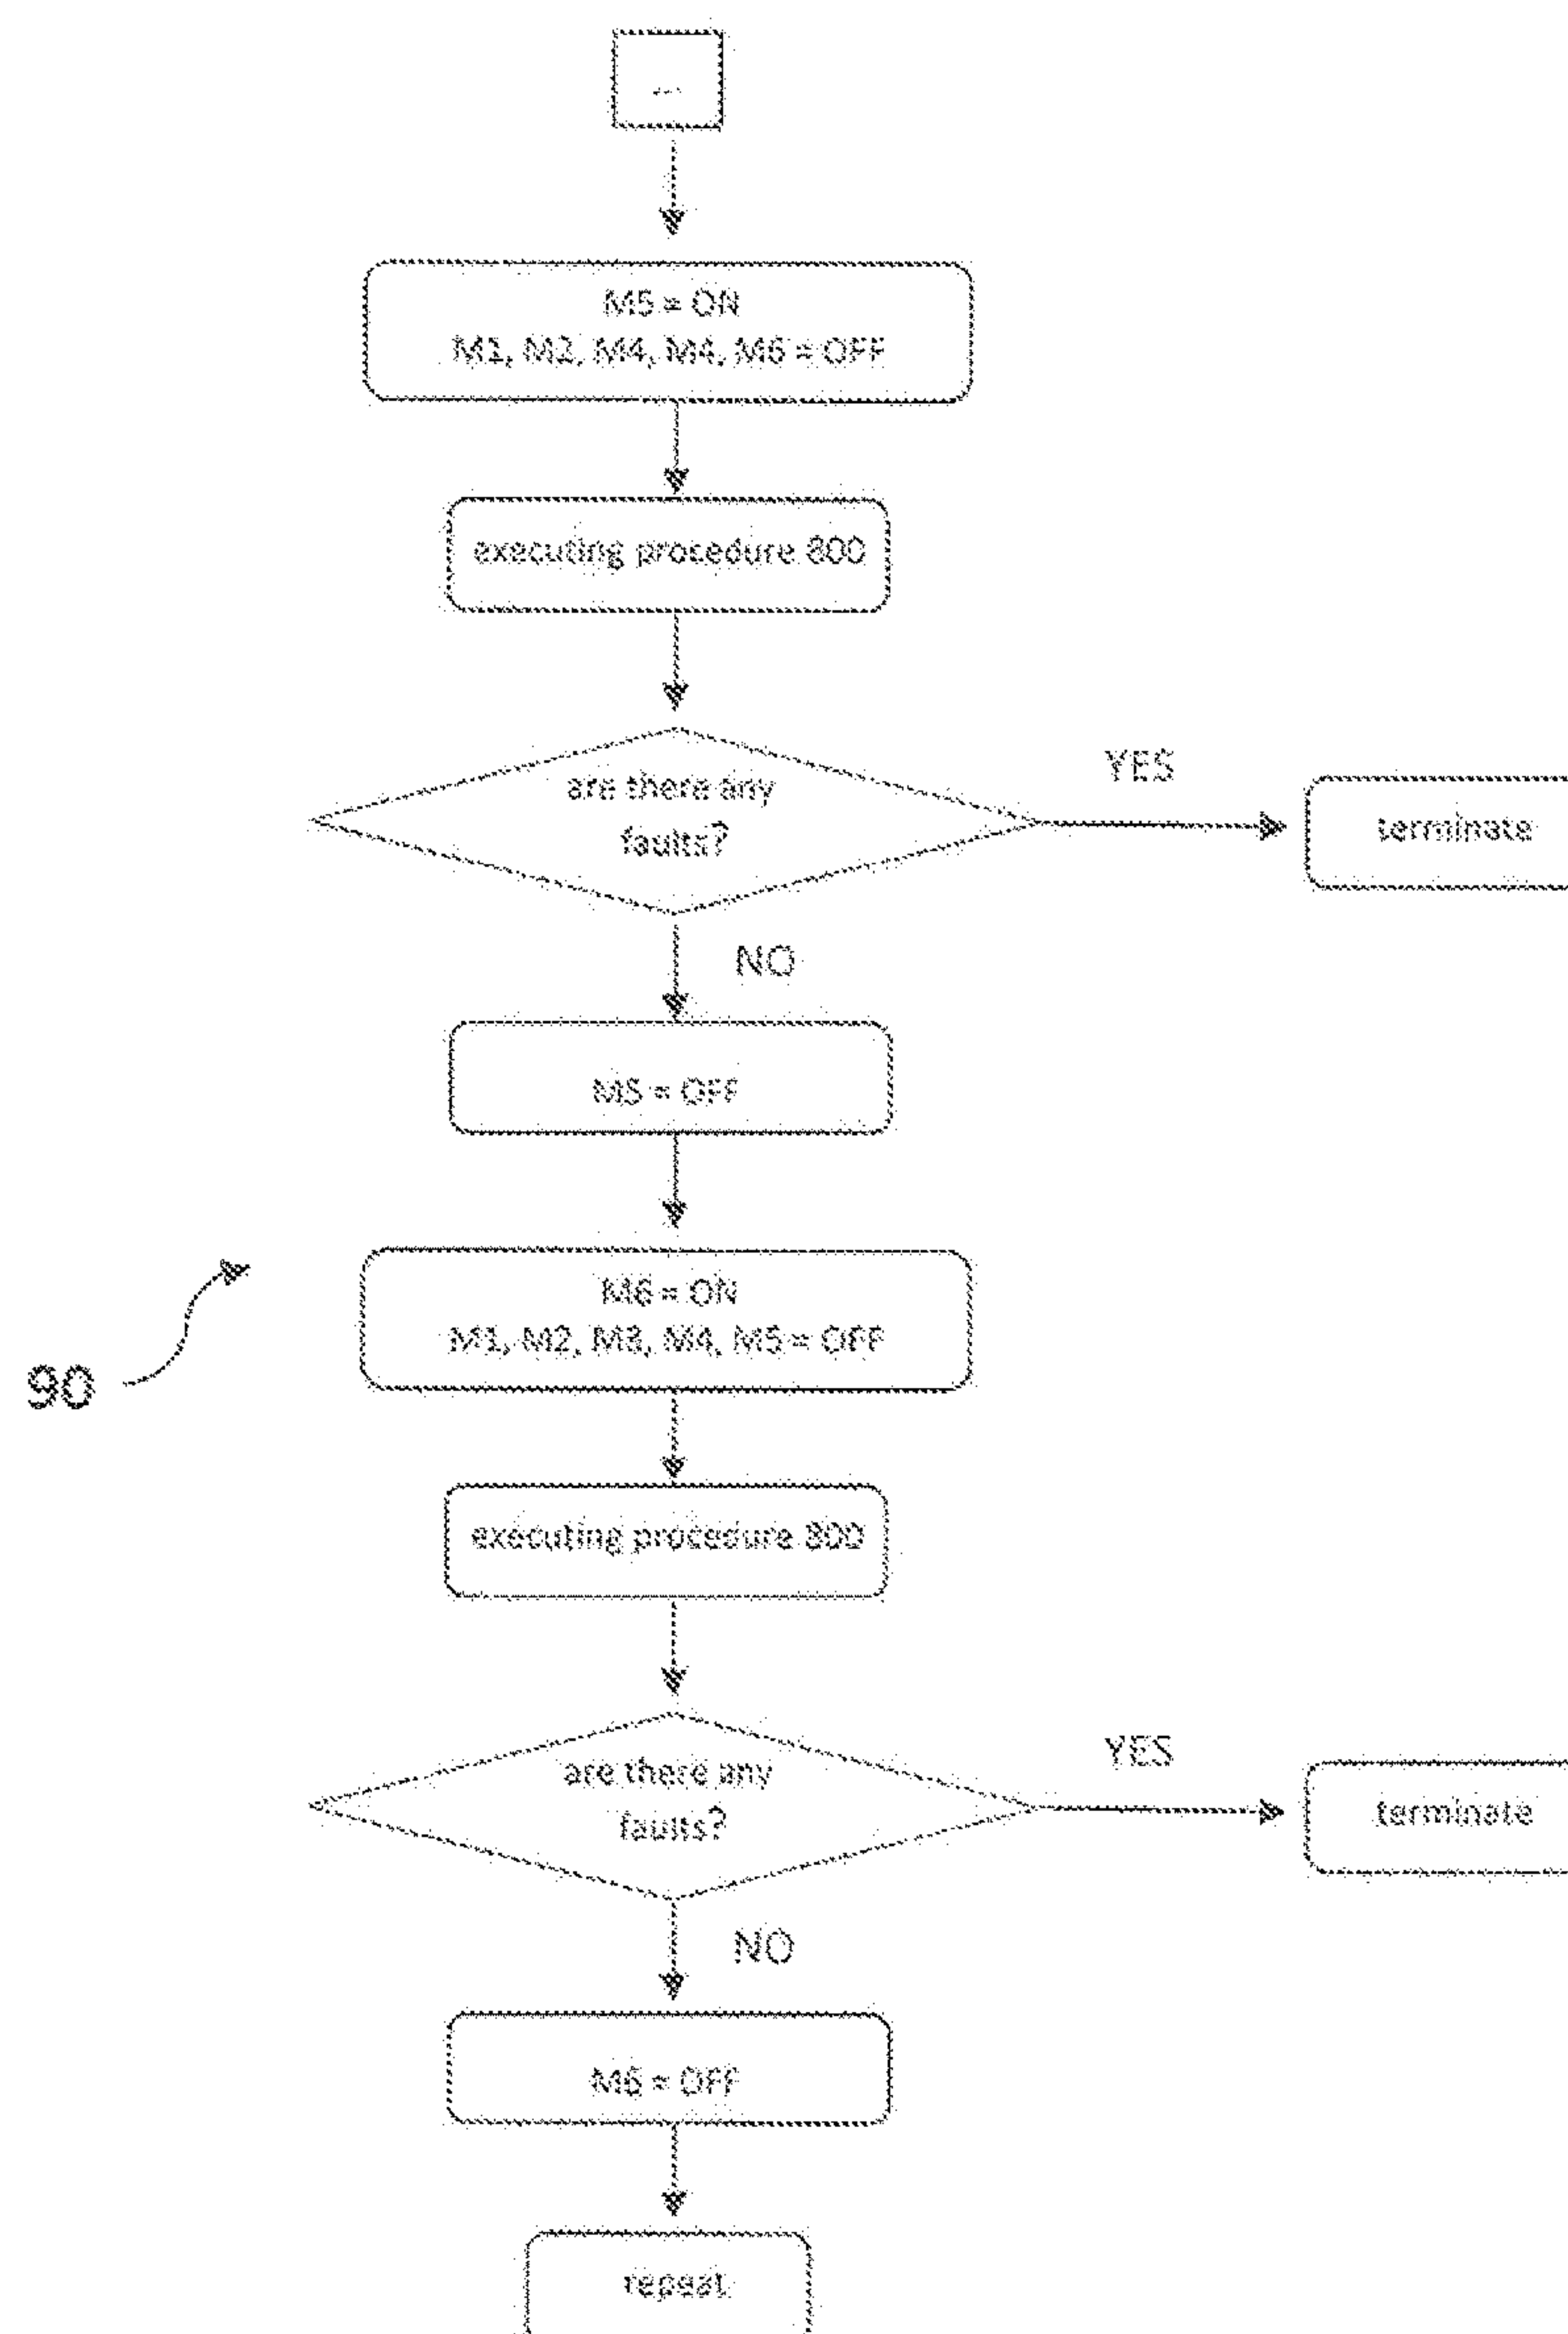 ...
M5 = ON
M1, M2, M4, M4, M6 = OFF
executing procedure 800
are there any
faults?
YES
terminate
NO
M5 = OFF
M6 = ON
M1, M2, M3, M4, M5 = OFF
90
executing procedure 800
are there any
faults?
YES
terminate
NO
M6 = OFF
repeat